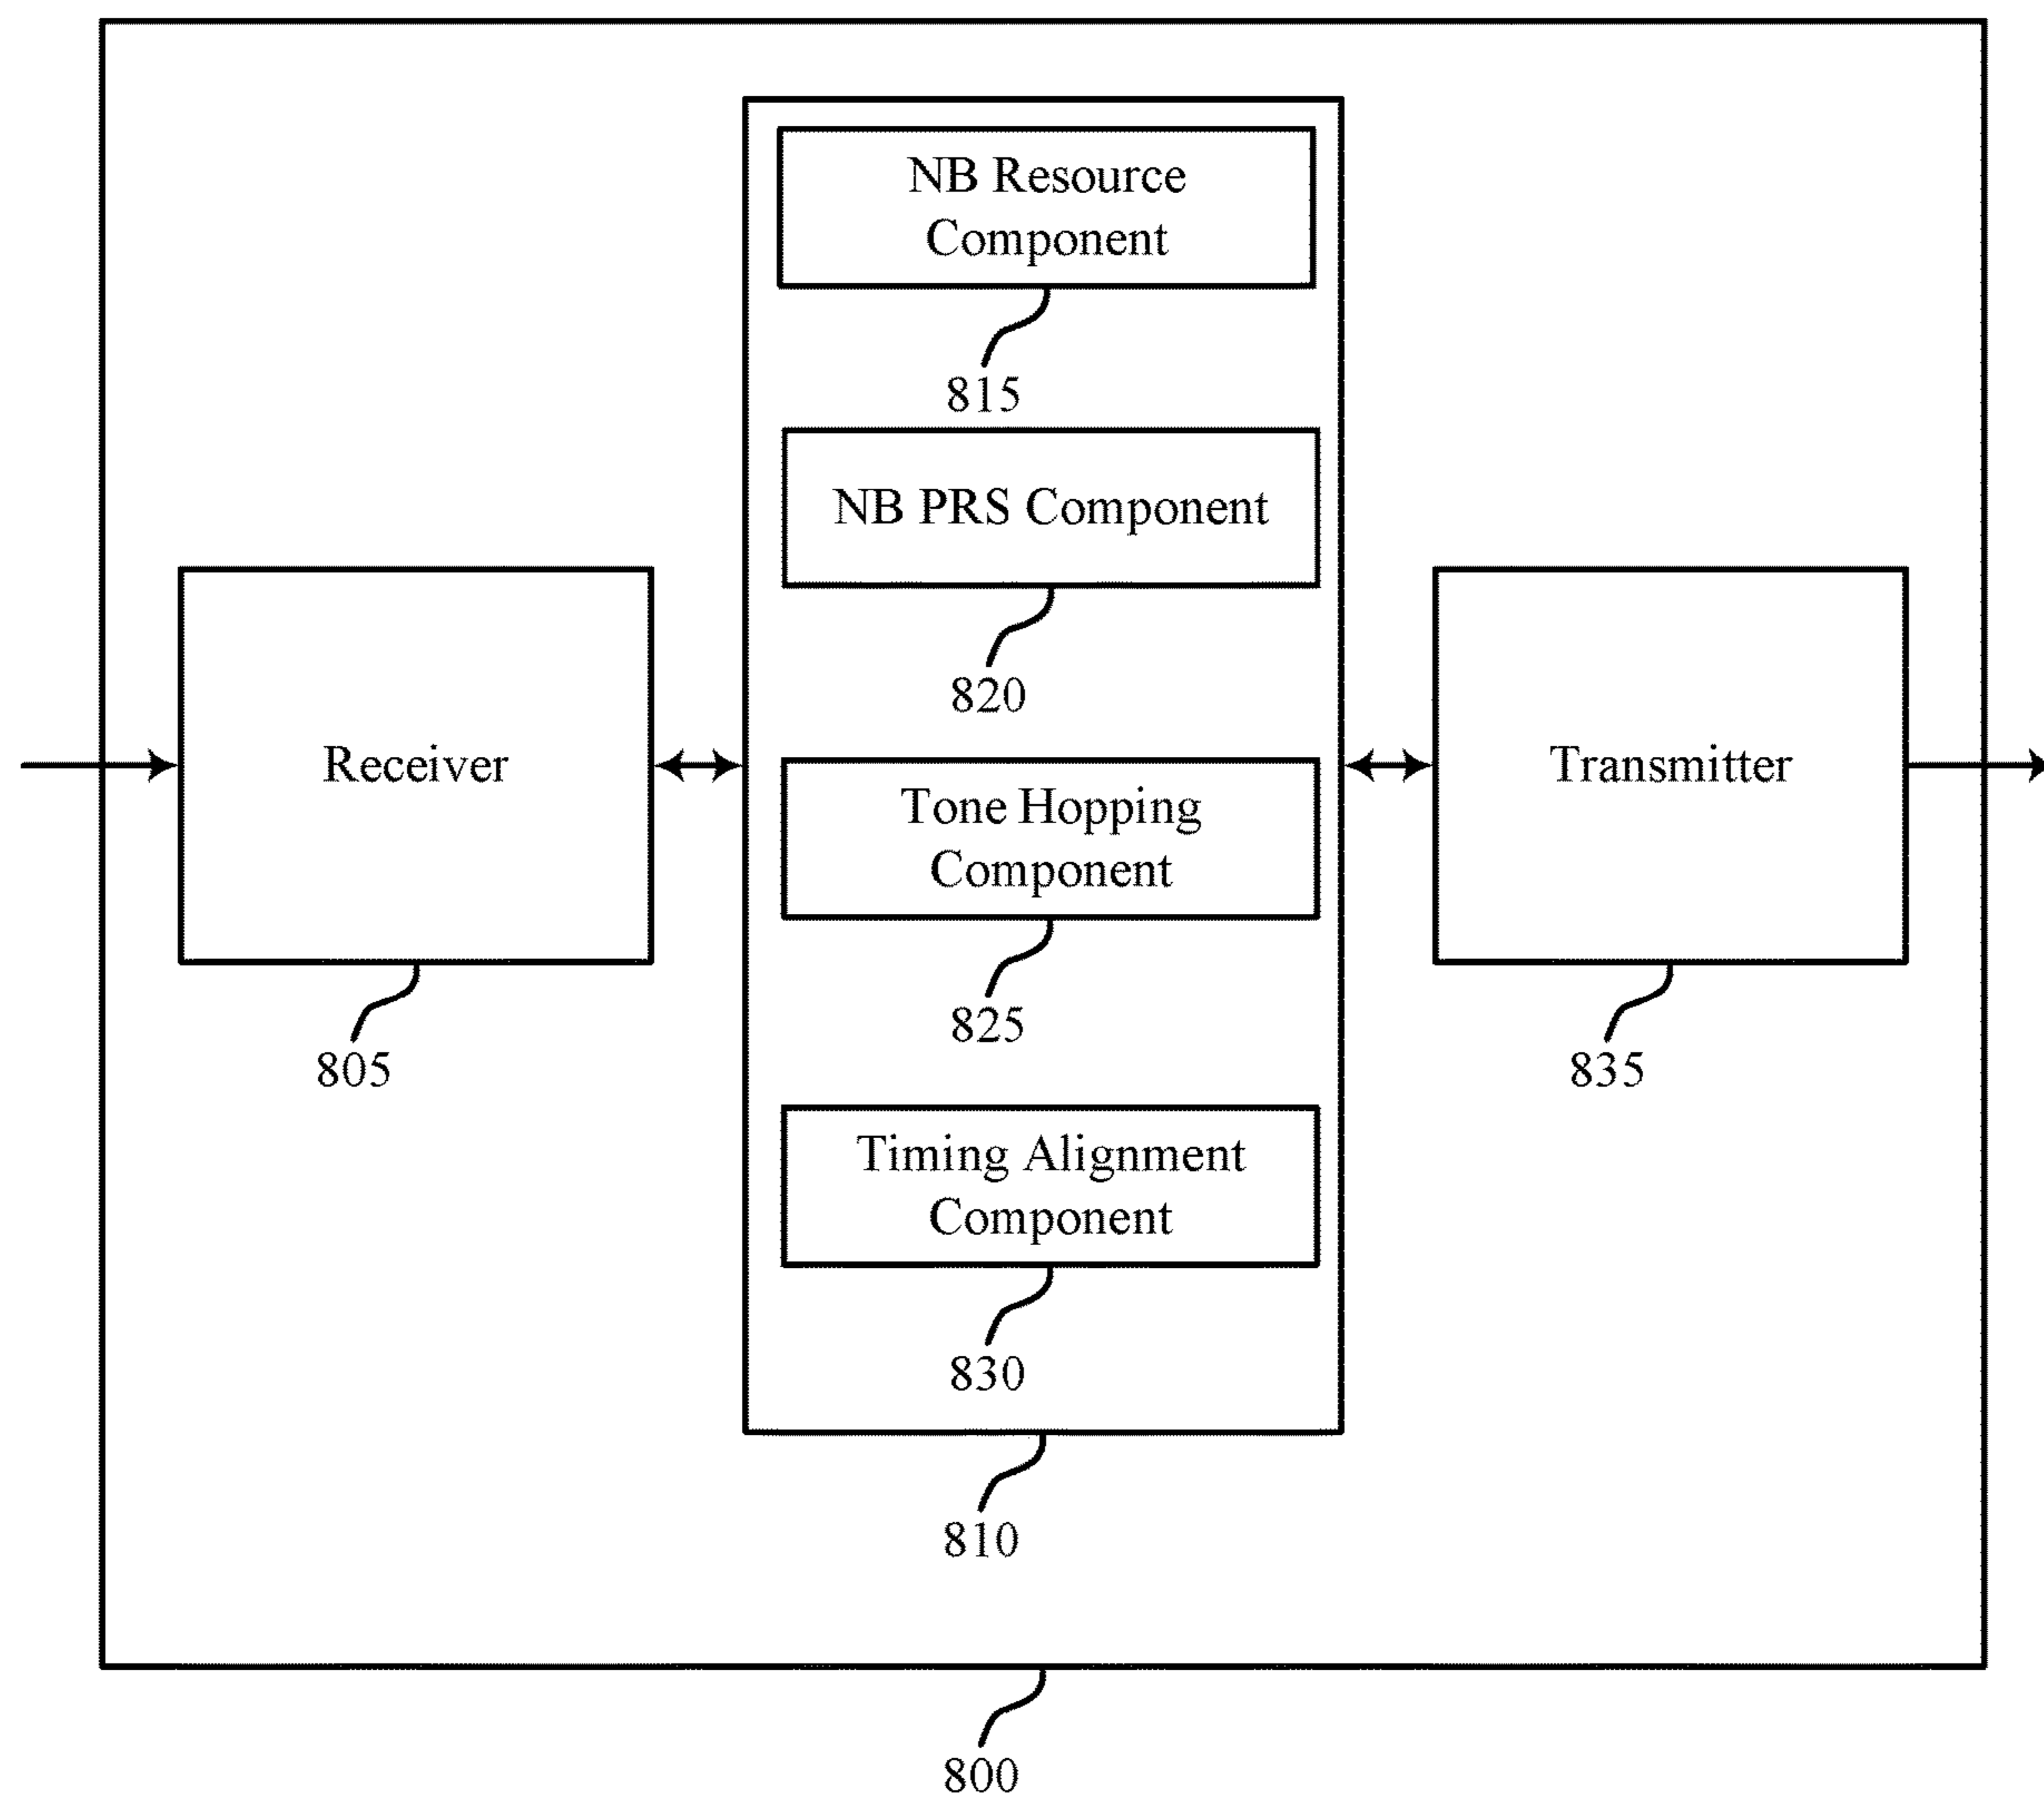 NB Resource
Component
815
NB PRS Component
820
Receiver
805
Tone Hopping
Component
825
Transmitter
835
Timing Alignment
Component
830
810
800